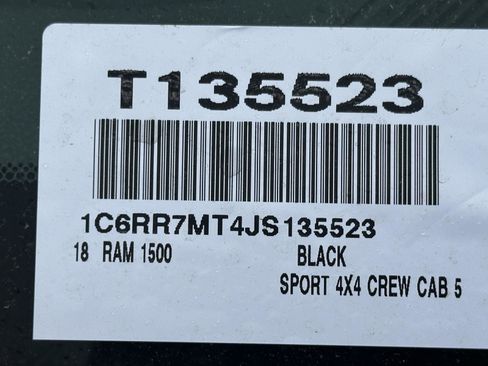 T135523
1C6RR7MT4JS135523
18 RAM 1500 BLACK
SPORT 4X4 CREW CAB 5